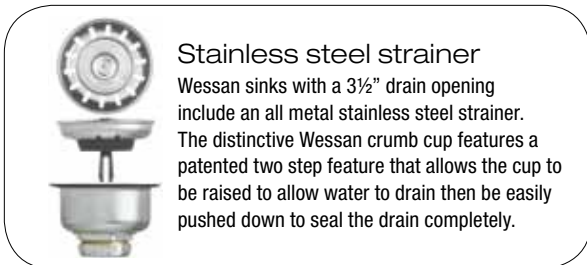 Stainless steel strainer
Wessan sinks with a 3½” drain opening
include an all metal stainless steel strainer.
The distinctive Wessan crumb cup features a
patented two step feature that allows the cup to
be raised to allow water to drain then be easily
pushed down to seal the drain completely.